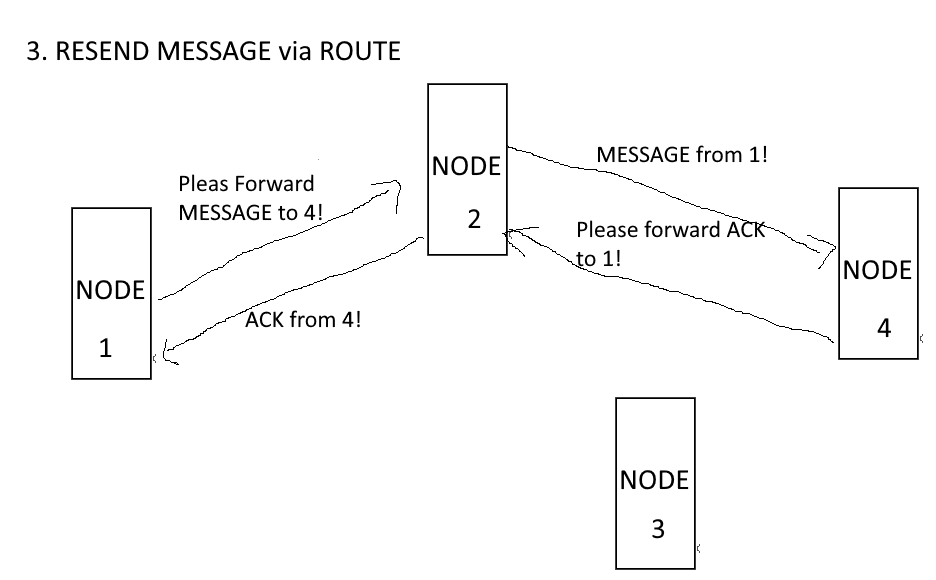 3. RESEND MESSAGE via ROUTE
NODE
2
MESSAGE from 1!
Pleas Forward
MESSAGE to 4!
Please forward ACK
to 1!
NODE
4
NODE
1
ACK from 4!
NODE
3